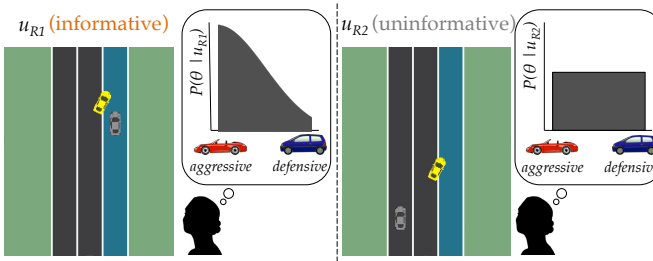 u_R1 (informative)
P(θ | u_R1)
aggressive defensive
u_R2 (uninformative)
P(θ | u_R2)
aggressive defensiv